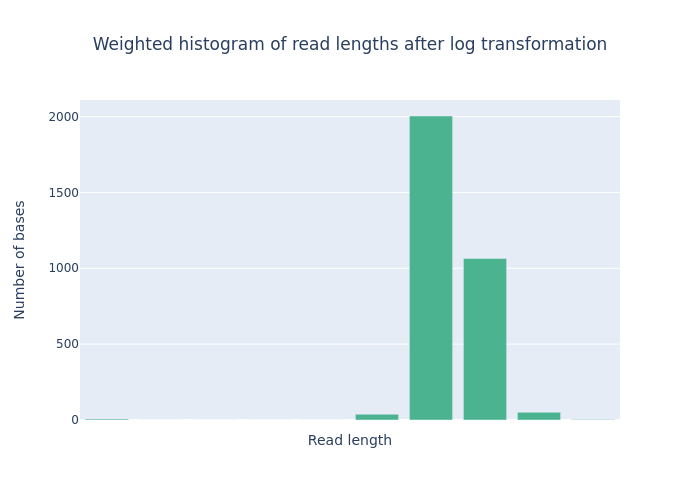 Weighted histogram of read lengths after log transformation
2000
1500
1000
500
0
Number of bases
Read length